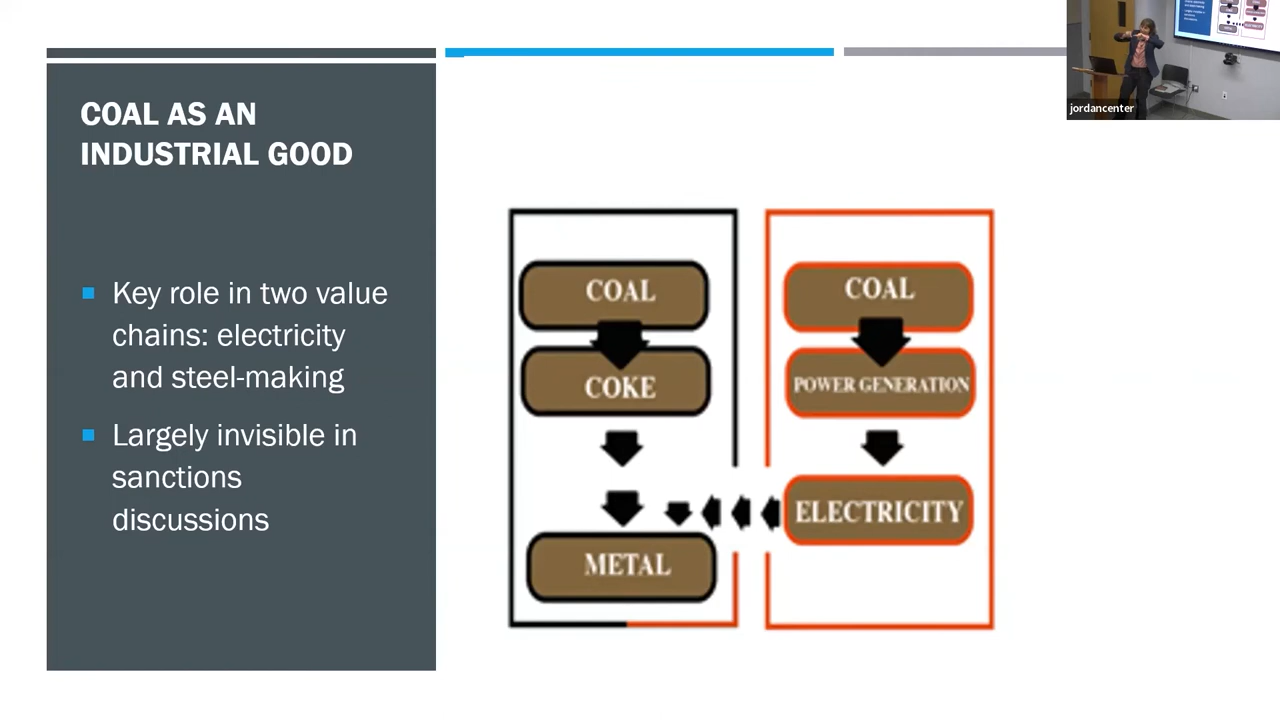 COAL AS AN
INDUSTRIAL GOOD
Key role in two value
chains: electricity
and steel-making
Largely invisible in
sanctions
discussions
COAL
COKE
METAL
COAL
POWER GENERATION
ELECTRICITY
jordancenter